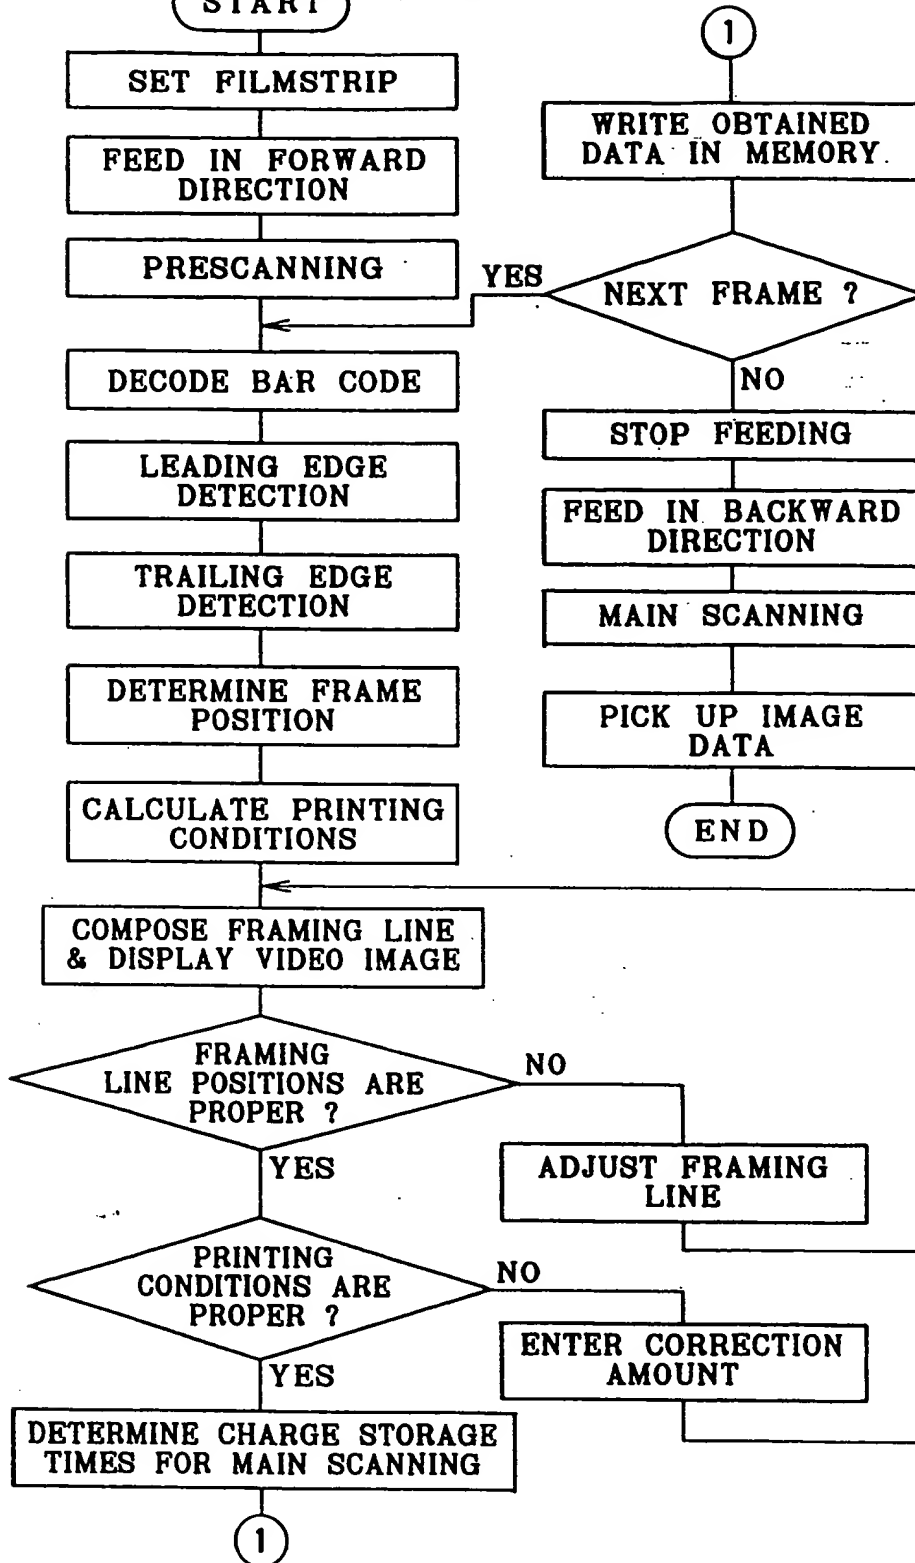 START
SET FILMSTRIP
FEED IN FORWARD
DIRECTION
PRESCANNING
DECODE BAR CODE
LEADING EDGE
DETECTION
TRAILING EDGE
DETECTION
DETERMINE FRAME
POSITION
CALCULATE PRINTING
CONDITIONS
COMPOSE FRAMING LINE
& DISPLAY VIDEO IMAGE
FRAMING
LINE POSITIONS ARE
PROPER ?
NO
YES
ADJUST FRAMING
LINE
PRINTING
CONDITIONS ARE
PROPER ?
NO
YES
ENTER CORRECTION
AMOUNT
DETERMINE CHARGE STORAGE
TIMES FOR MAIN SCANNING
1
1
WRITE OBTAINED
DATA IN MEMORY.
YES
NEXT FRAME ?
NO
STOP FEEDING
FEED IN BACKWARD
DIRECTION
MAIN SCANNING
PICK UP IMAGE
DATA
END